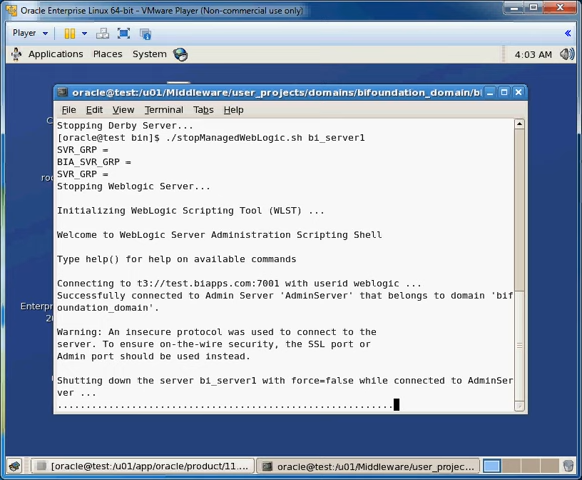 Oracle Enterprise Linux 64-bit - VMware Player (Non-commercial use only)
Player
Applications Places System
4:03 AM
oracle@test:/u01/Middleware/user_projects/domains/bifoundation_domain/bi
File Edit View Terminal Tabs Help
Stopping Derby Server...
[oracle@test bin]$ ./stopManagedWebLogic.sh bi_server1
SVR_GRP =
BIA_SVR_GRP =
SVR_GRP =
Stopping Weblogic Server...
Initializing WebLogic Scripting Tool (WLST) ...
Welcome to WebLogic Server Administration Scripting Shell
Type help() for help on available commands
Connecting to t3://test.biapps.com:7001 with userid weblogic ...
Successfully connected to Admin Server 'AdminServer' that belongs to domain 'bif
oundation_domain'.
Warning: An insecure protocol was used to connect to the
server. To ensure on-the-wire security, the SSL port or
Admin port should be used instead.
Shutting down the server bi_server1 with force=false while connected to AdminSer
ver ...
..........................................................
[oracle@test:/u01/app/oracle/product/11....
oracle@test:/u01/Middleware/user_projec...